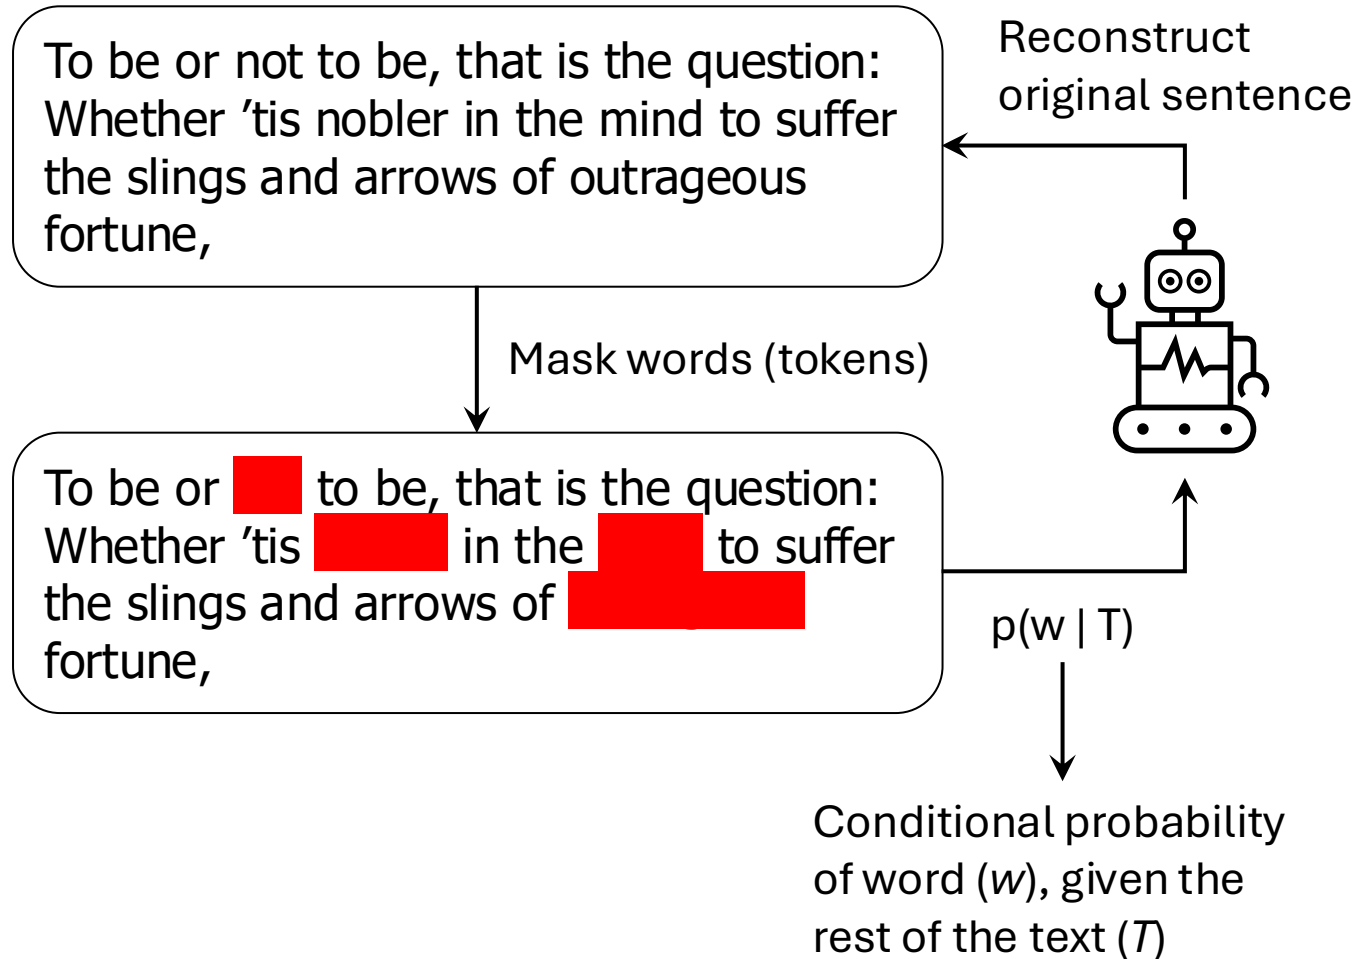 To be or not to be, that is the question:
Whether ’tis nobler in the mind to suffer
the slings and arrows of outrageous
fortune,
Reconstruct
original sentence
Mask words (tokens)
To be or to be, that is the question:
Whether ’tis in the to suffer
the slings and arrows of
fortune,
p(w | T)
Conditional probability
of word (w), given the
rest of the text (T)